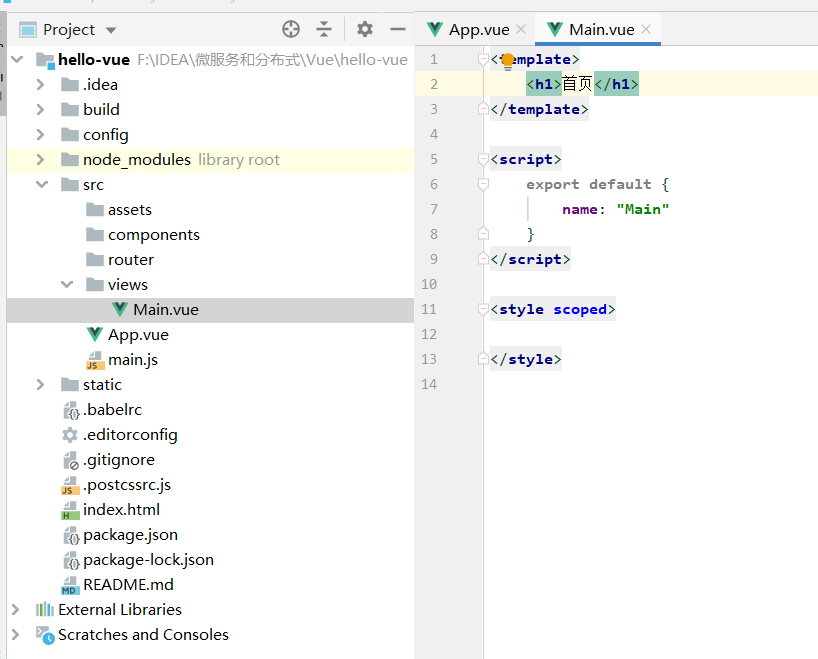 Project
App.vue
Main.vue
hello-vue F:\IDEA\微服务和分布式\Vue\hello-vue
.idea
build
config
node_modules library root
src
assets
components
router
views
Main.vue
App.vue
main.js
static
.babelrc
.editorconfig
.gitignore
.postcssrc.js
index.html
package.json
package-lock.json
README.md
External Libraries
Scratches and Consoles
1 <template>
2 <h1>首页</h1>
3 </template>
4
5 <script>
6 export default {
7 name: "Main"
8 }
9 </script>
10
11 <style scoped>
12
13 </style>
14